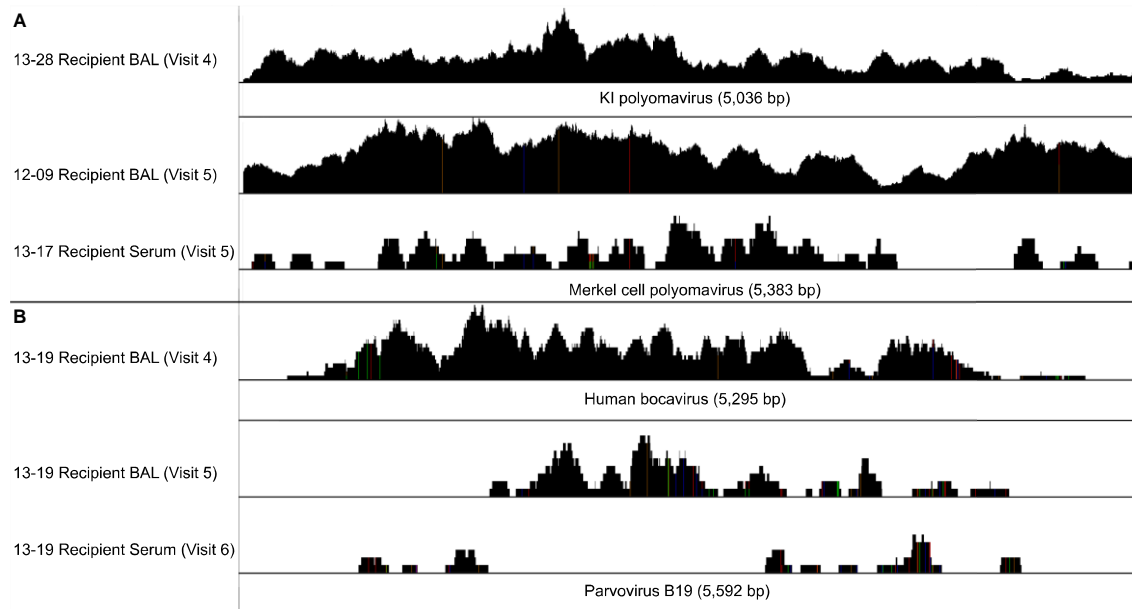 A
13-28 Recipient BAL (Visit 4)
KI polyomavirus (5,036 bp)
12-09 Recipient BAL (Visit 5)
13-17 Recipient Serum (Visit 5)
Merkel cell polyomavirus (5,383 bp)
B
13-19 Recipient BAL (Visit 4)
Human bocavirus (5,295 bp)
13-19 Recipient BAL (Visit 5)
13-19 Recipient Serum (Visit 6)
Parvovirus B19 (5,592 bp)